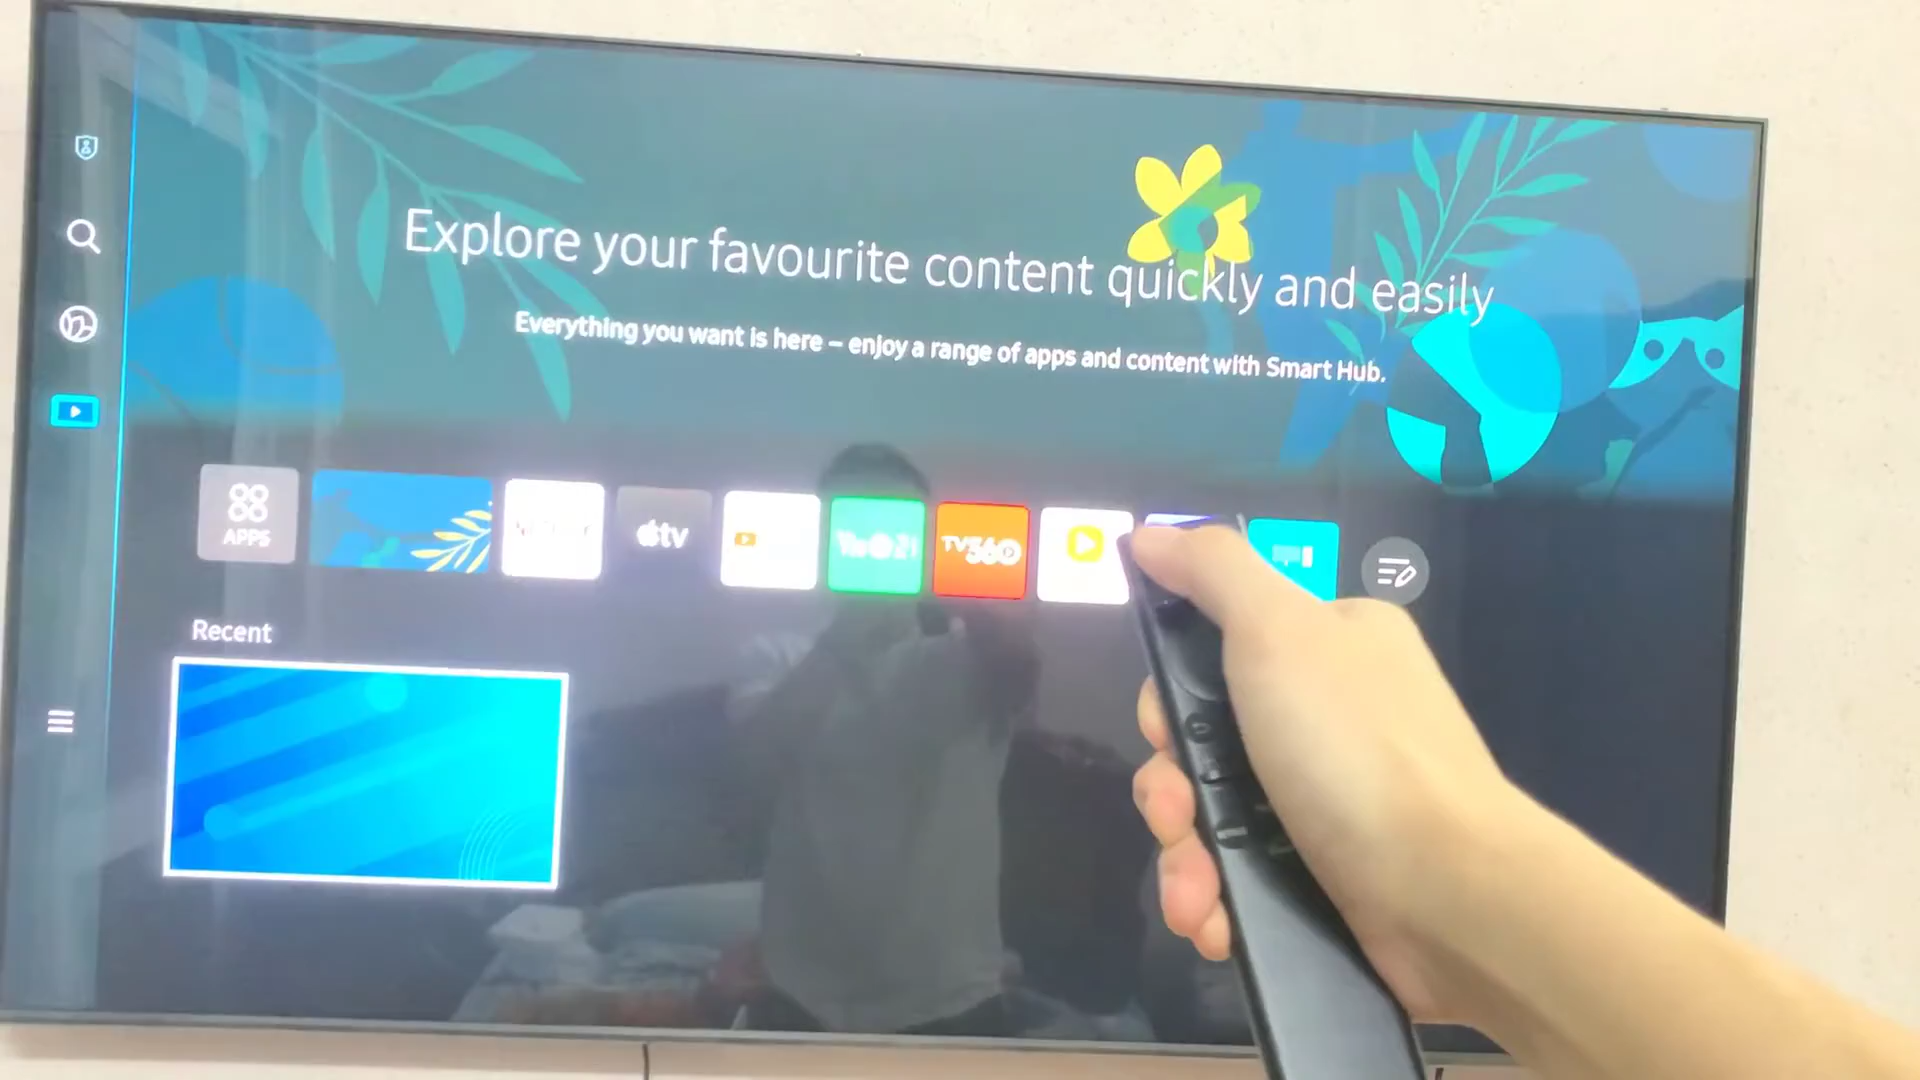 Explore your favourite content quickly and easily
Everything you want is here – enjoy a range of apps and content with Smart Hub.
APPS
tv
TV360
Recent